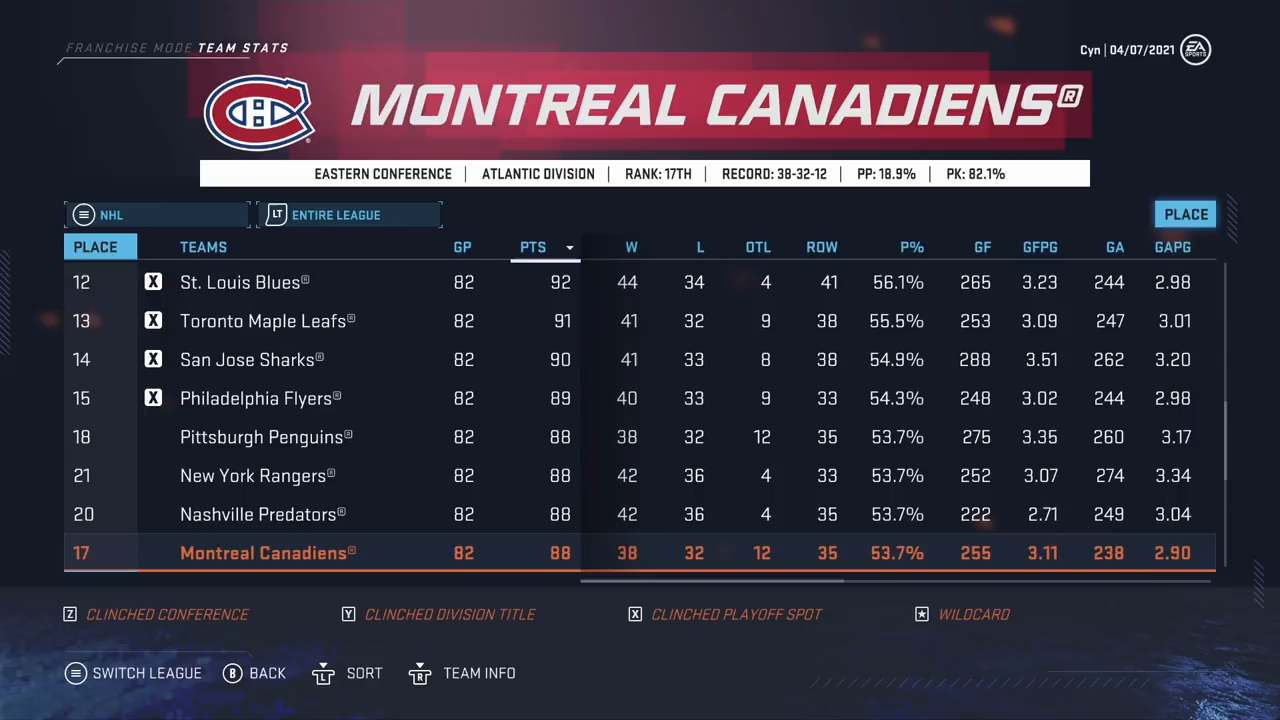 FRANCHISE MODE TEAM STATS
Cyn | 04/07/2021
EA SPORTS
MONTREAL CANADIENS®
EASTERN CONFERENCE | ATLANTIC DIVISION | RANK: 17TH | RECORD: 38-32-12 | PP: 18.9% | PK: 82.1%
NHL LT ENTIRE LEAGUE PLACE
PLACE TEAMS GP PTS W L OTL ROW P% GF GFPG GA GAPG
12 X St. Louis Blues® 82 92 44 34 4 41 56.1% 265 3.23 244 2.98
13 X Toronto Maple Leafs® 82 91 41 32 9 38 55.5% 253 3.09 247 3.01
14 X San Jose Sharks® 82 90 41 33 8 38 54.9% 288 3.51 262 3.20
15 X Philadelphia Flyers® 82 89 40 33 9 33 54.3% 248 3.02 244 2.98
18 Pittsburgh Penguins® 82 88 38 32 12 35 53.7% 275 3.35 260 3.17
21 New York Rangers® 82 88 42 36 4 33 53.7% 252 3.07 274 3.34
20 Nashville Predators® 82 88 42 36 4 35 53.7% 222 2.71 249 3.04
17 Montreal Canadiens® 82 88 38 32 12 35 53.7% 255 3.11 238 2.90
Z CLINCHED CONFERENCE Y CLINCHED DIVISION TITLE X CLINCHED PLAYOFF SPOT ★ WILDCARD
SWITCH LEAGUE B BACK L SORT R TEAM INFO